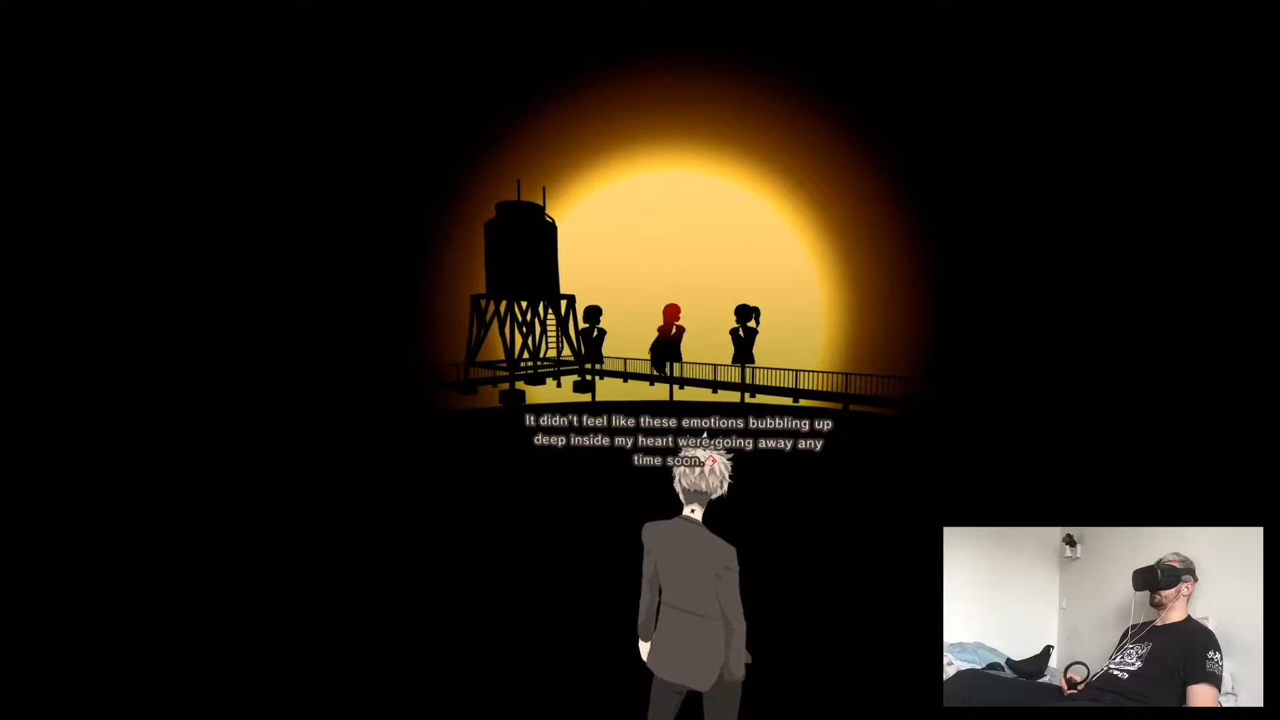 It didn't feel like these emotions bubbling up
deep inside my heart were going away any
time soon.